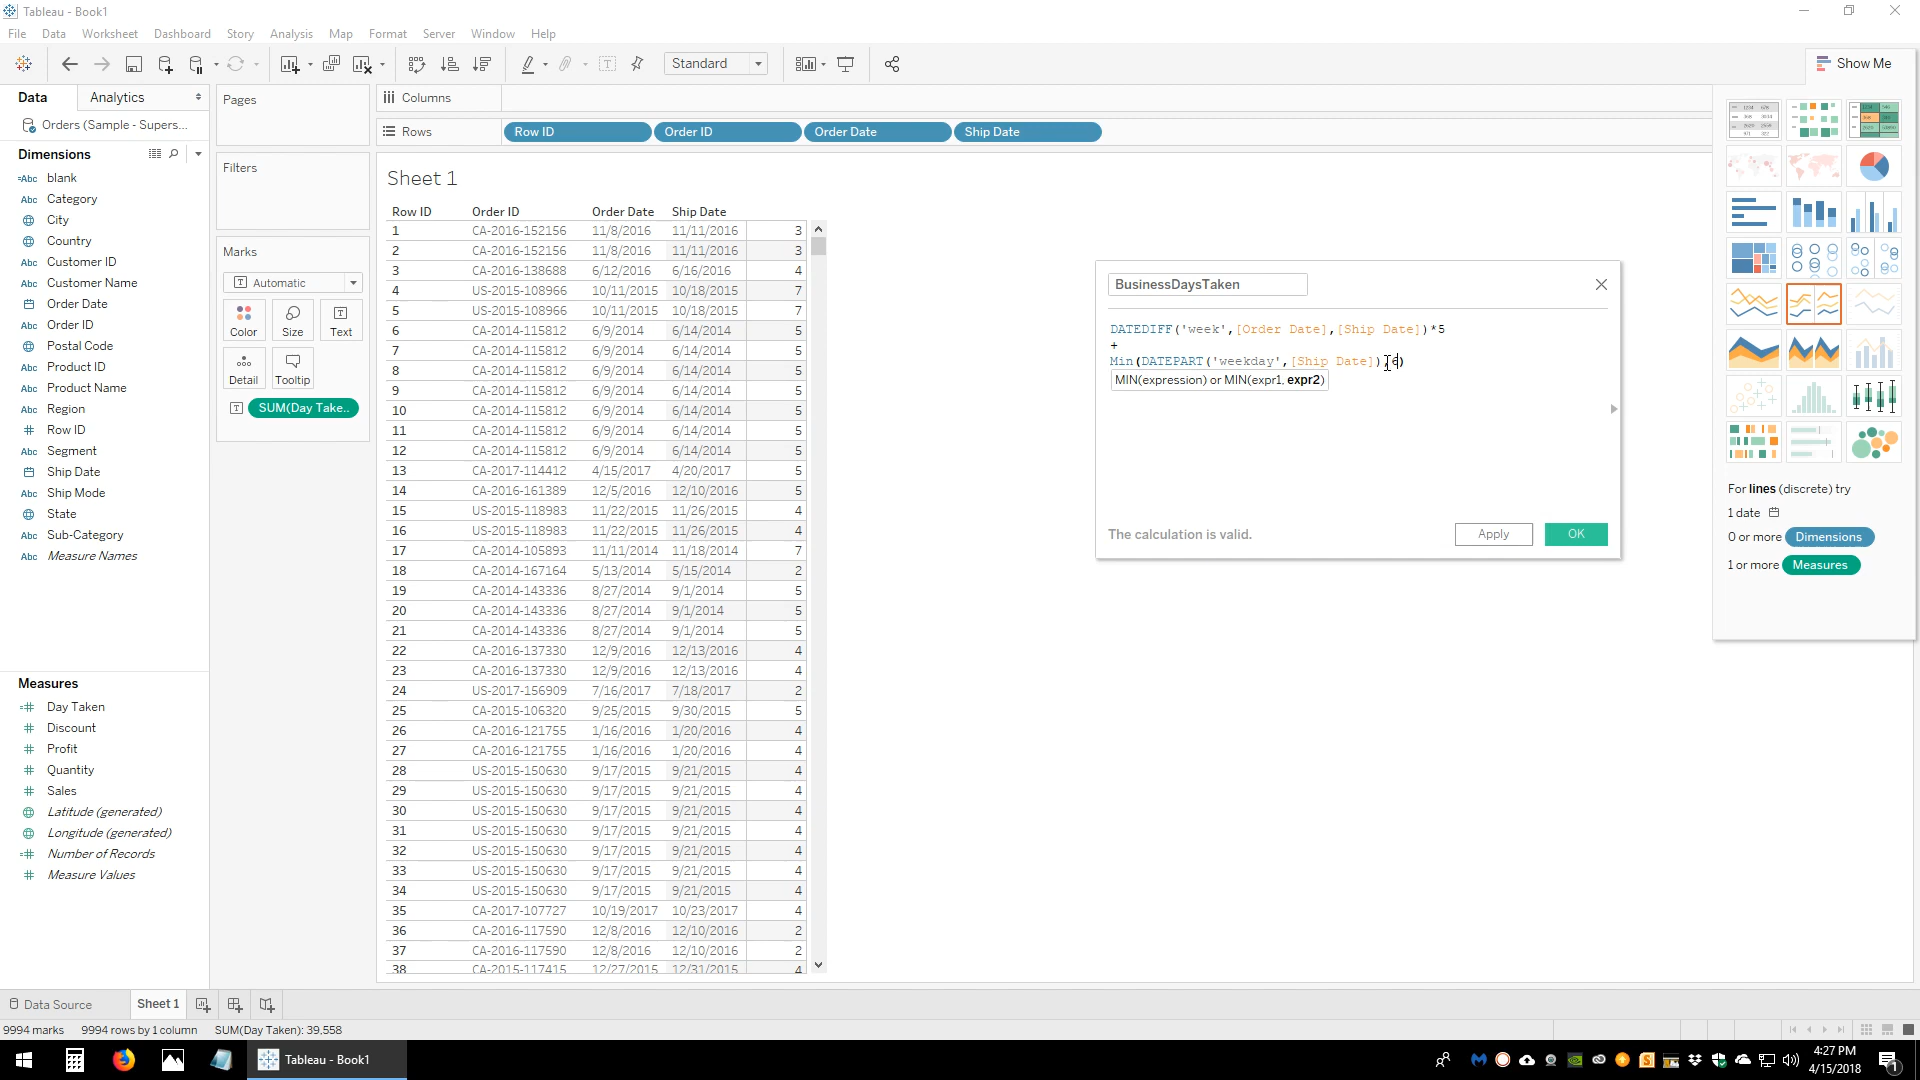 Tableau - Book1
File Data Worksheet Dashboard Story Analysis Map Format Server Window Help
Standard
Show Me
Data Analytics
Orders (Sample - Supers...
Dimensions
Abc blank
Abc Category
City
Country
Abc Customer ID
Abc Customer Name
Order Date
Abc Order ID
Postal Code
Abc Product ID
Abc Product Name
Abc Region
# Row ID
Abc Segment
Ship Date
Abc Ship Mode
State
Abc Sub-Category
Abc Measure Names
Measures
Day Taken
Discount
Profit
Quantity
Sales
Latitude (generated)
Longitude (generated)
Number of Records
Measure Values
Pages
Filters
Marks
Automatic
Color Size Text
Detail Tooltip
SUM(Day Take..
Columns
Rows Row ID Order ID Order Date Ship Date
Sheet 1
Row ID Order ID Order Date Ship Date
1 CA-2016-152156 11/8/2016 11/11/2016 3
2 CA-2016-152156 11/8/2016 11/11/2016 3
3 CA-2016-138688 6/12/2016 6/16/2016 4
4 US-2015-108966 10/11/2015 10/18/2015 7
5 US-2015-108966 10/11/2015 10/18/2015 7
6 CA-2014-115812 6/9/2014 6/14/2014 5
7 CA-2014-115812 6/9/2014 6/14/2014 5
8 CA-2014-115812 6/9/2014 6/14/2014 5
9 CA-2014-115812 6/9/2014 6/14/2014 5
10 CA-2014-115812 6/9/2014 6/14/2014 5
11 CA-2014-115812 6/9/2014 6/14/2014 5
12 CA-2014-115812 6/9/2014 6/14/2014 5
13 CA-2017-114412 4/15/2017 4/20/2017 5
14 CA-2016-161389 12/5/2016 12/10/2016 5
15 US-2015-118983 11/22/2015 11/26/2015 4
16 US-2015-118983 11/22/2015 11/26/2015 4
17 CA-2014-105893 11/11/2014 11/18/2014 7
18 CA-2014-167164 5/13/2014 5/15/2014 2
19 CA-2014-143336 8/27/2014 9/1/2014 5
20 CA-2014-143336 8/27/2014 9/1/2014 5
21 CA-2014-143336 8/27/2014 9/1/2014 5
22 CA-2016-137330 12/9/2016 12/13/2016 4
23 CA-2016-137330 12/9/2016 12/13/2016 4
24 US-2017-156909 7/16/2017 7/18/2017 2
25 CA-2015-106320 9/25/2015 9/30/2015 5
26 CA-2016-121755 1/16/2016 1/20/2016 4
27 CA-2016-121755 1/16/2016 1/20/2016 4
28 US-2015-150630 9/17/2015 9/21/2015 4
29 US-2015-150630 9/17/2015 9/21/2015 4
30 US-2015-150630 9/17/2015 9/21/2015 4
31 US-2015-150630 9/17/2015 9/21/2015 4
32 US-2015-150630 9/17/2015 9/21/2015 4
33 US-2015-150630 9/17/2015 9/21/2015 4
34 US-2015-150630 9/17/2015 9/21/2015 4
35 CA-2017-107727 10/19/2017 10/23/2017 4
36 CA-2016-117590 12/8/2016 12/10/2016 2
37 CA-2016-117590 12/8/2016 12/10/2016 2
38 CA-2015-117415 12/27/2015 12/31/2015 4
BusinessDaysTaken
DATEDIFF('week',[Order Date],[Ship Date])*5
+
Min(DATEPART('weekday',[Ship Date]),6)
MIN(expression) or MIN(expr1, expr2)
The calculation is valid.
Apply OK
For lines (discrete) try
1 date
0 or more Dimensions
1 or more Measures
Data Source Sheet 1
9994 marks 9994 rows by 1 column SUM(Day Taken): 39,558
Tableau - Book1
4:27 PM
4/15/2018
1